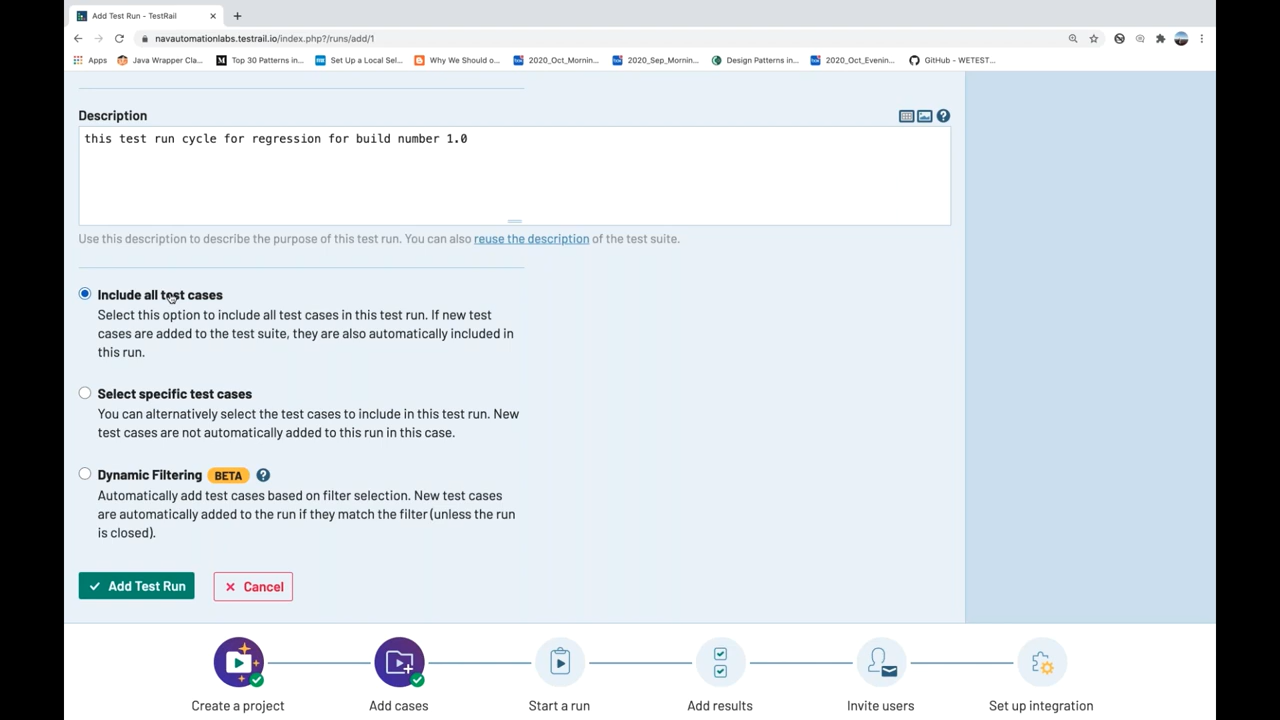 Add Test Run - TestRail
navautomationlabs.testrail.io/index.php?/runs/add/1
Apps
Java Wrapper Cla...
Top 30 Patterns in...
Set Up a Local Sel...
Why We Should o...
2020_Oct_Mornin...
2020_Sep_Mornin...
Design Patterns in...
2020_Oct_Evenin...
GitHub - WETEST...
Description
this test run cycle for regression for build number 1.0
Use this description to describe the purpose of this test run. You can also reuse the description of the test suite.
Include all test cases
Select this option to include all test cases in this test run. If new test
cases are added to the test suite, they are also automatically included in
this run.
Select specific test cases
You can alternatively select the test cases to include in this test run. New
test cases are not automatically added to this run in this case.
Dynamic Filtering BETA
Automatically add test cases based on filter selection. New test cases
are automatically added to the run if they match the filter (unless the run
is closed).
Add Test Run
Cancel
Create a project
Add cases
Start a run
Add results
Invite users
Set up integration